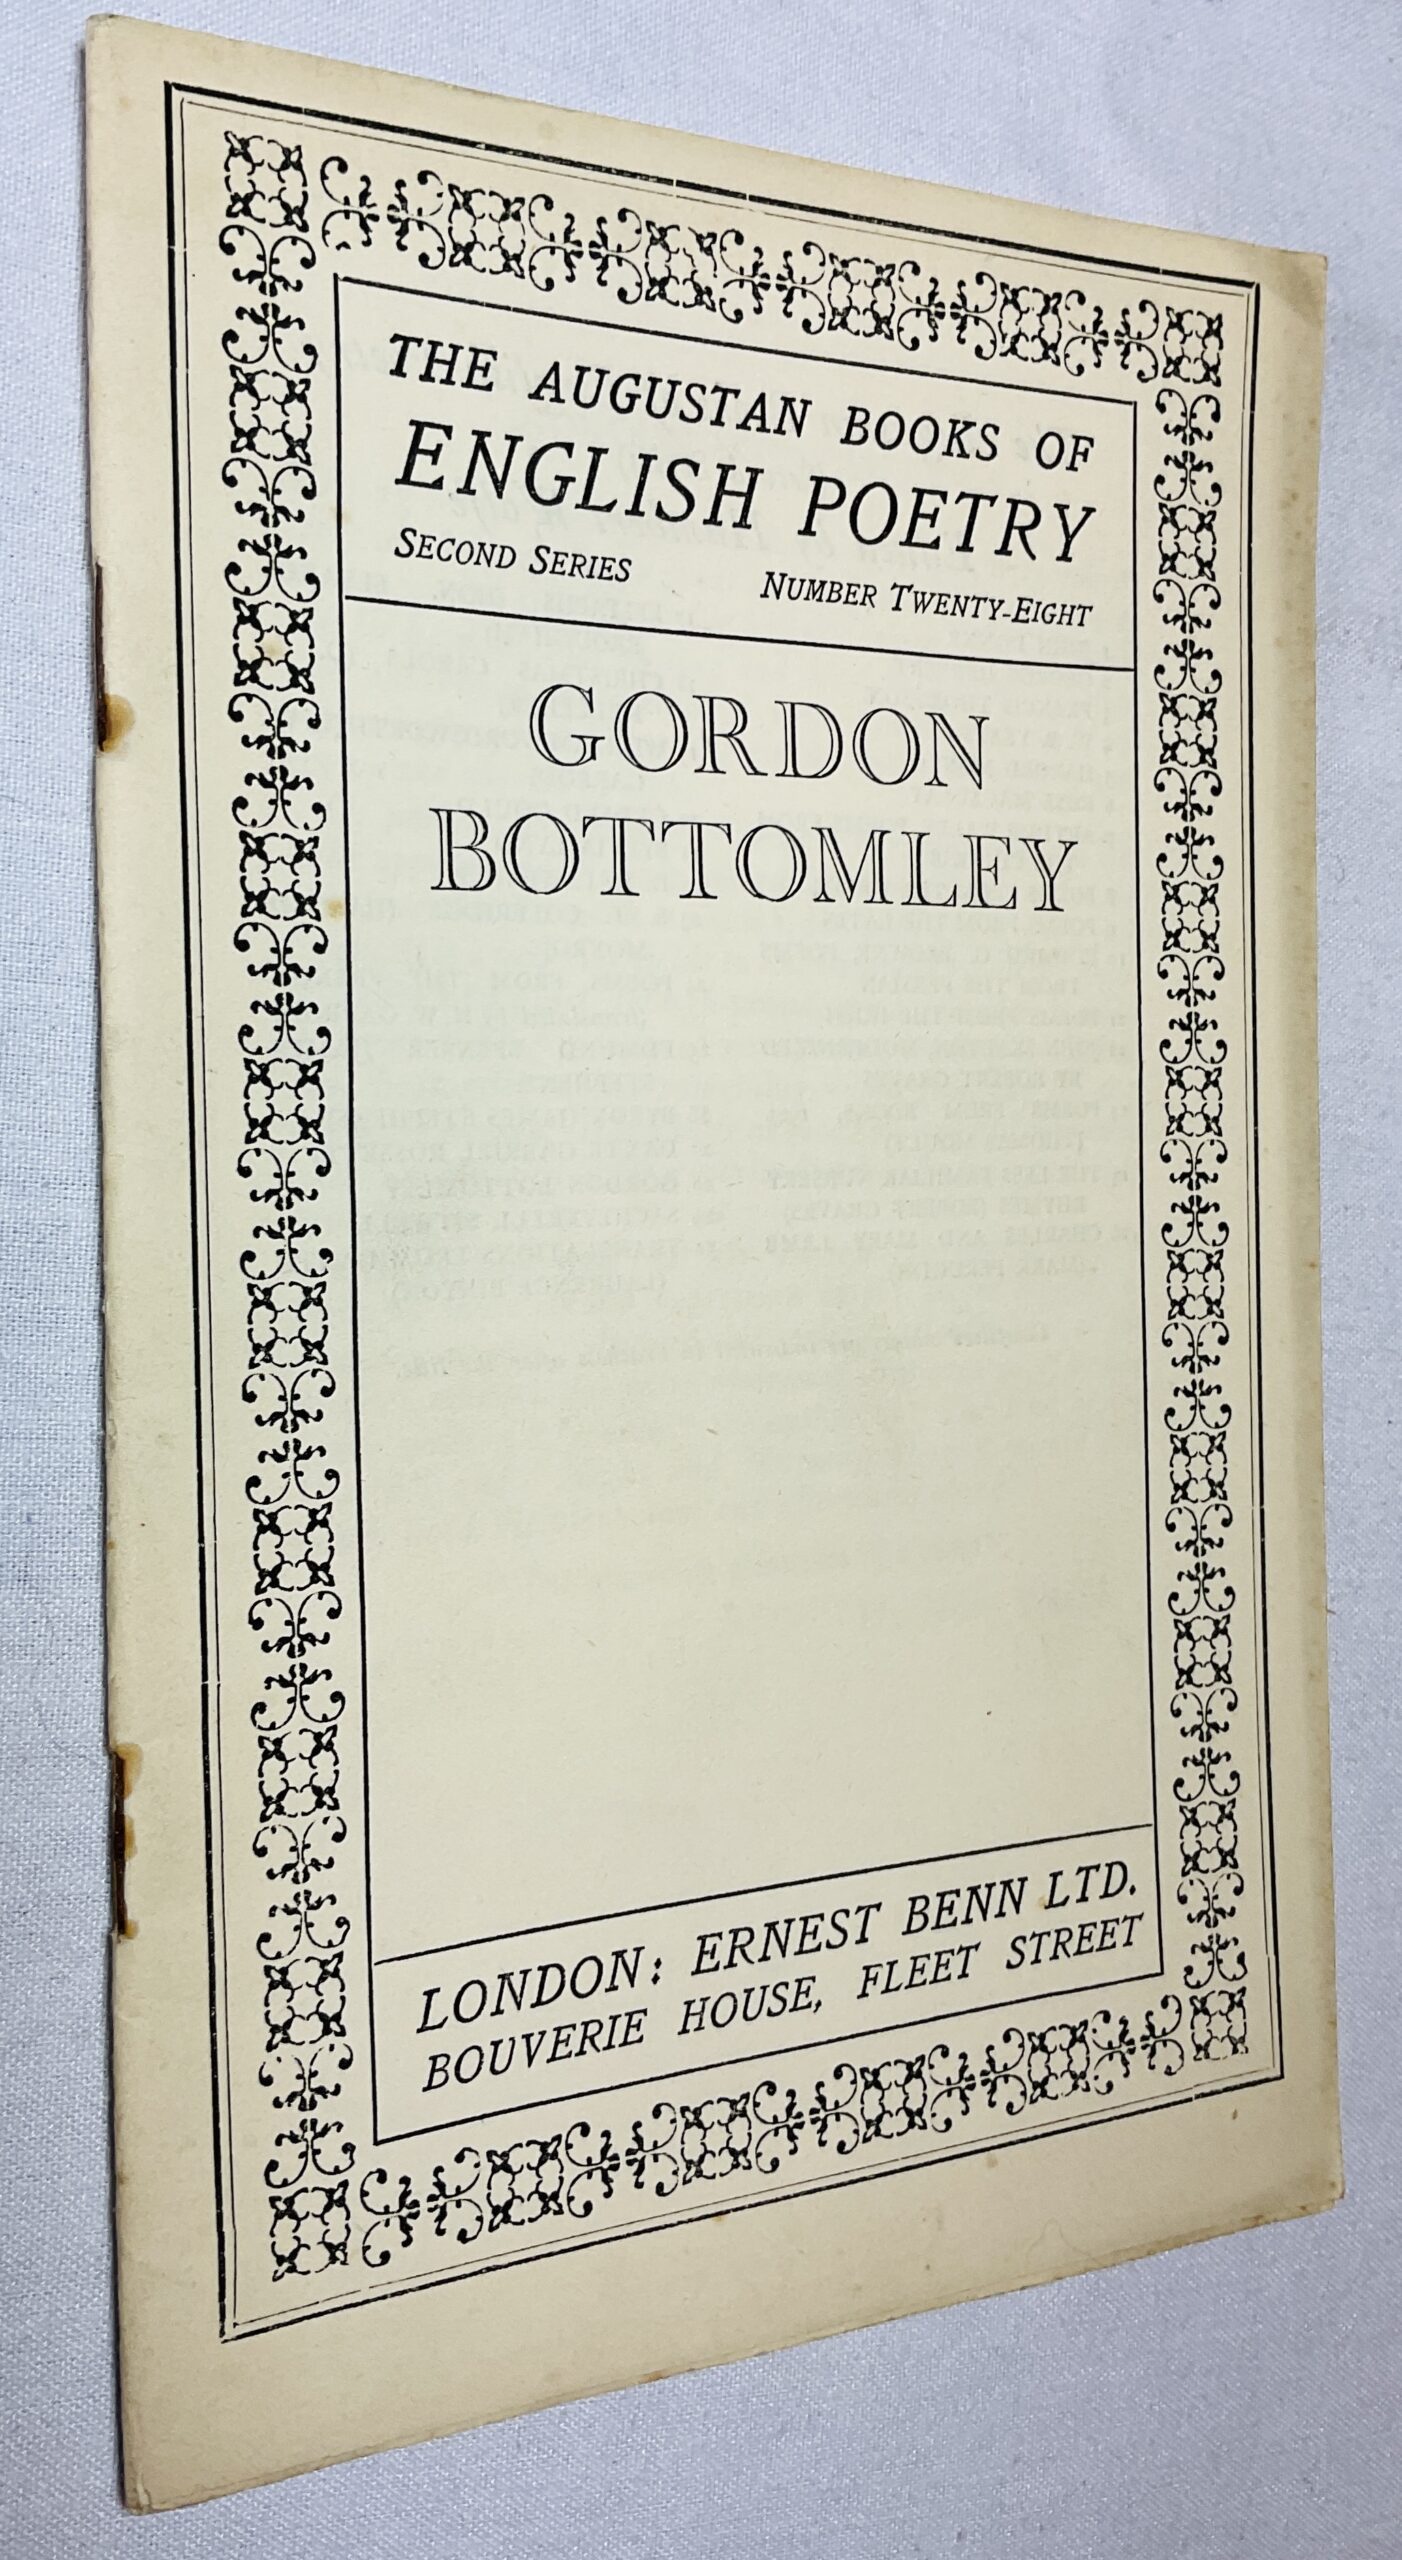 THE AUGUSTAN BOOKS OF
ENGLISH POETRY
SECOND SERIES NUMBER TWENTY-EIGHT
GORDON
BOTTOMLEY
LONDON: ERNEST BENN LTD.
BOUVERIE HOUSE, FLEET STREET